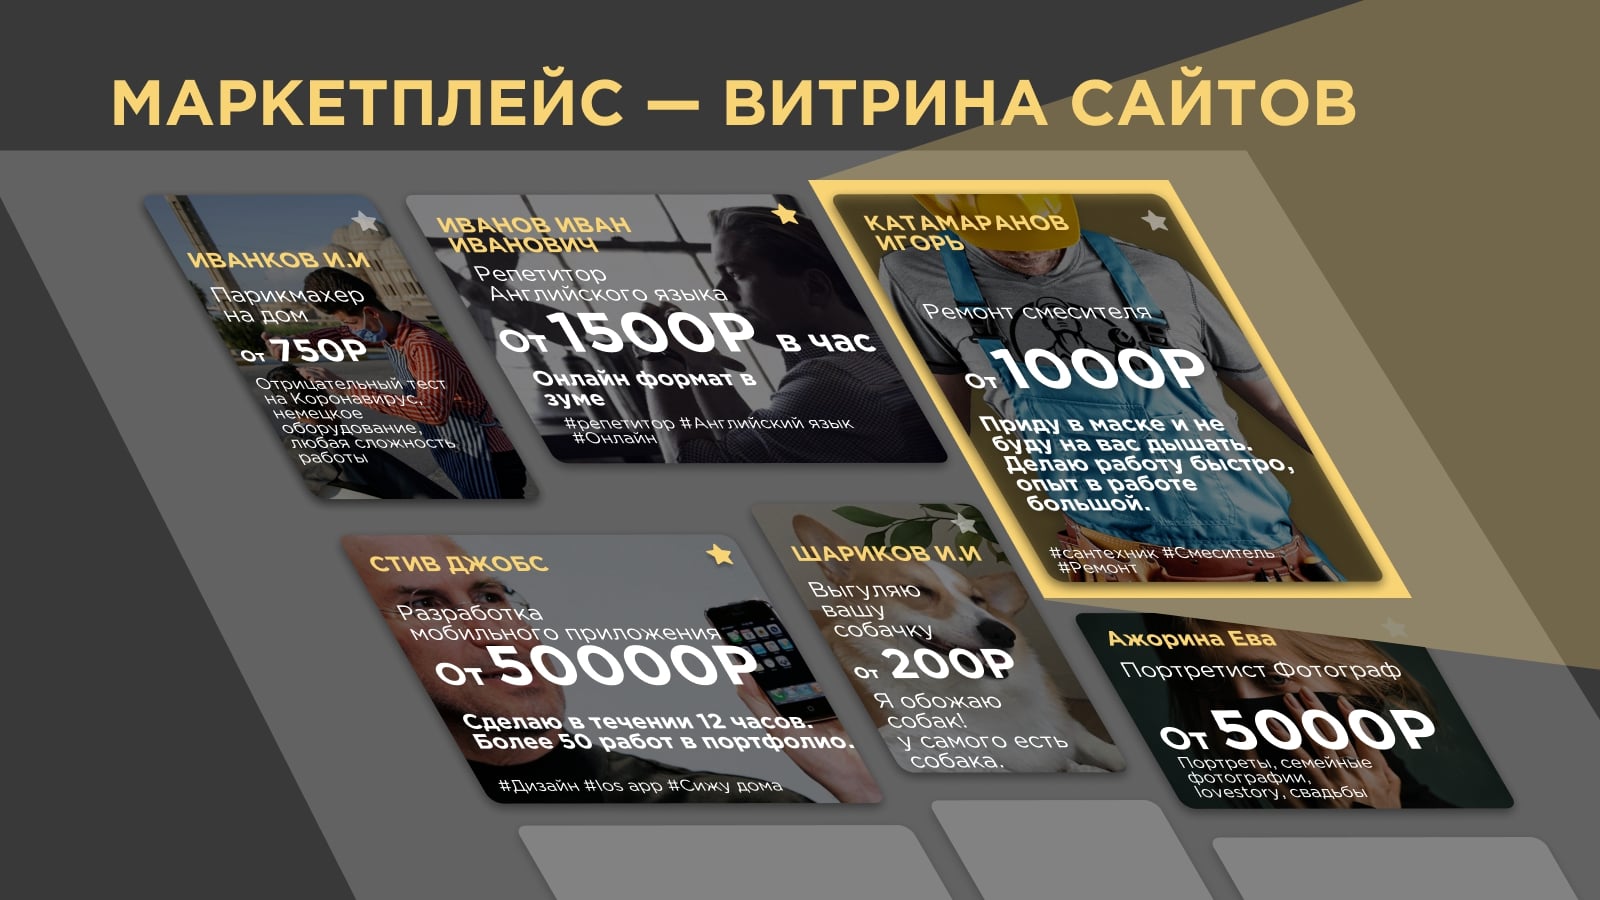 МАРКЕТПЛЕЙС — ВИТРИНА САЙТОВ
ИВАНКОВ И.И
Парикмахер
на дом
От 750Р
Отрицательный тест
на Коронавирус,
немецкое
оборудование,
любая сложность
работы
ИВАНОВ ИВАН
ИВАНОВИЧ
Репетитор
Английского языка
От 1500Р в час
Онлайн формат в
зуме
#репетитор #Английский язык
#Онлайн
КАТАМАРАНОВ
ИГОРЬ
Ремонт смесителя
От 1000Р
Приду в маске и не
буду на вас дышать.
Делаю работу быстро,
опыт в работе
большой.
#сантехник #Смеситель
#Ремонт
СТИВ ДЖОБС
Разработка
мобильного приложения
От 50000Р
Сделаю в течении 12 часов.
Более 50 работ в портфолио.
#Дизайн #Ios app #Сижу дома
ШАРИКОВ И.И
Выгуляю
вашу
собачку
От 200Р
Я обожаю
собак!
у самого есть
собака.
Ажорина Ева
Портретист Фотограф
От 5000Р
Портреты, семейные
фотографии,
lovestory, свадьбы